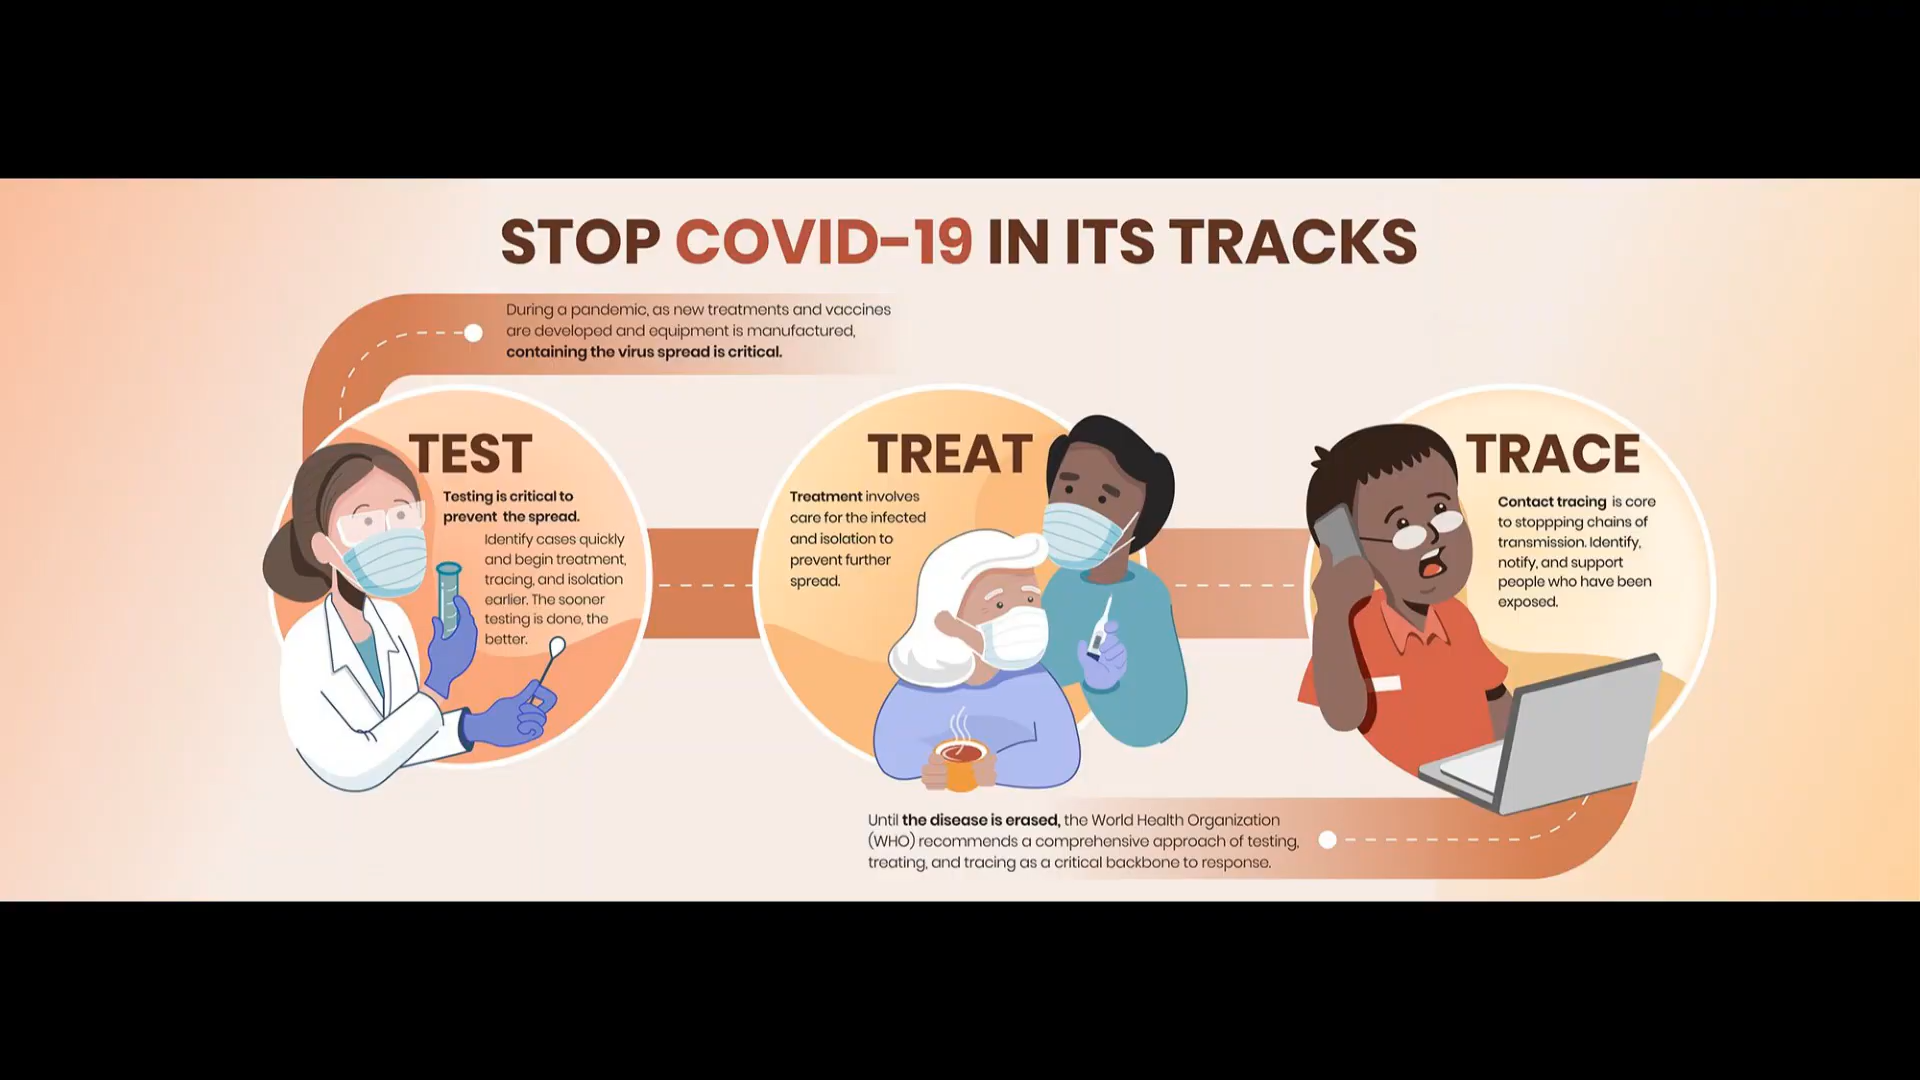 STOP COVID-19 IN ITS TRACKS
During a pandemic, as new treatments and vaccines
are developed and equipment is manufactured,
containing the virus spread is critical.
TEST
Testing is critical to
prevent the spread.
Identify cases quickly
and begin treatment,
tracing, and isolation
earlier. The sooner
testing is done, the
better.
TREAT
Treatment involves
care for the infected
and isolation to
prevent further
spread.
TRACE
Contact tracing is core
to stoppping chains of
transmission. Identify,
notify, and support
people who have been
exposed.
Until the disease is erased, the World Health Organization
(WHO) recommends a comprehensive approach of testing,
treating, and tracing as a critical backbone to response.